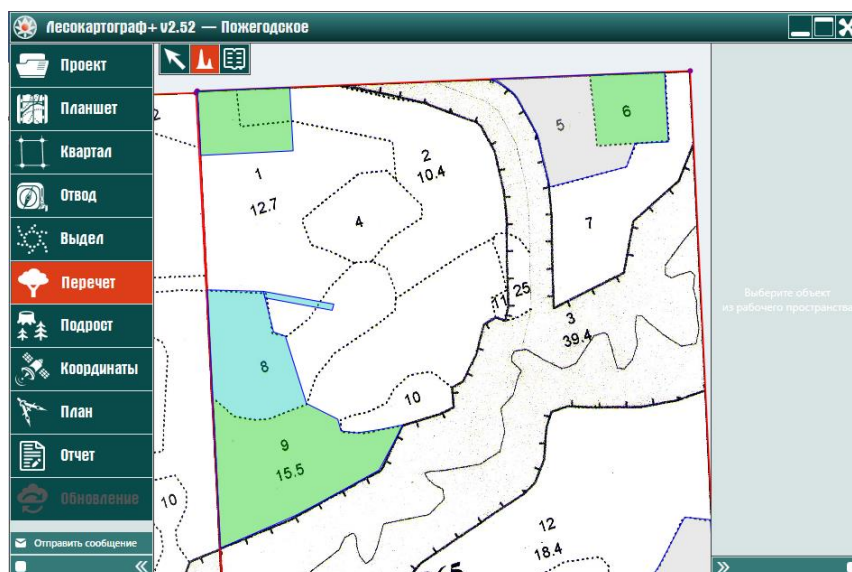 Лесокартограф+ v2.52 — Пожегодское
Проект
Планшет
Квартал
Отвод
Выдел
Перечет
Подрост
Координаты
План
Отчет
Обновление
Отправить сообщение
2
1
12.7
2
10.4
4
5
6
7
11
25
3
39.4
8
10
9
15.5
10
12
18.4
Выберите объект
из рабочего пространства